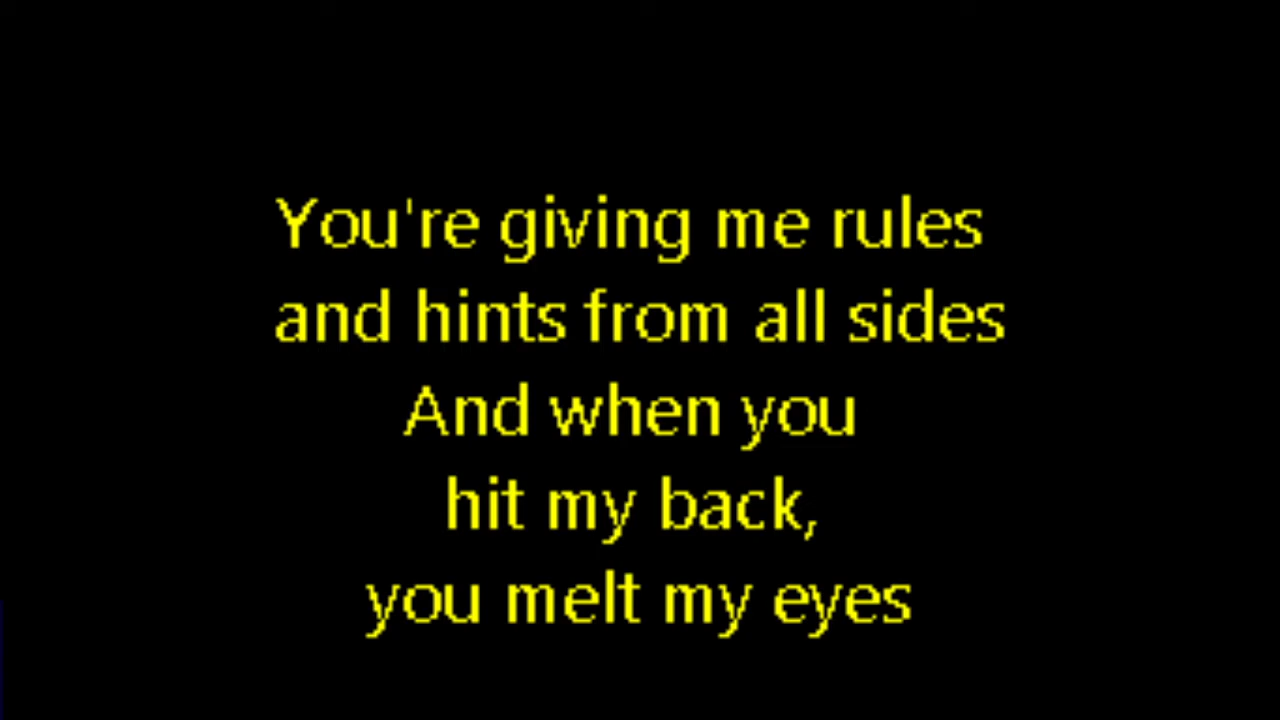 You're giving me rules
and hints from all sides
And when you
hit my back,
you melt my eyes